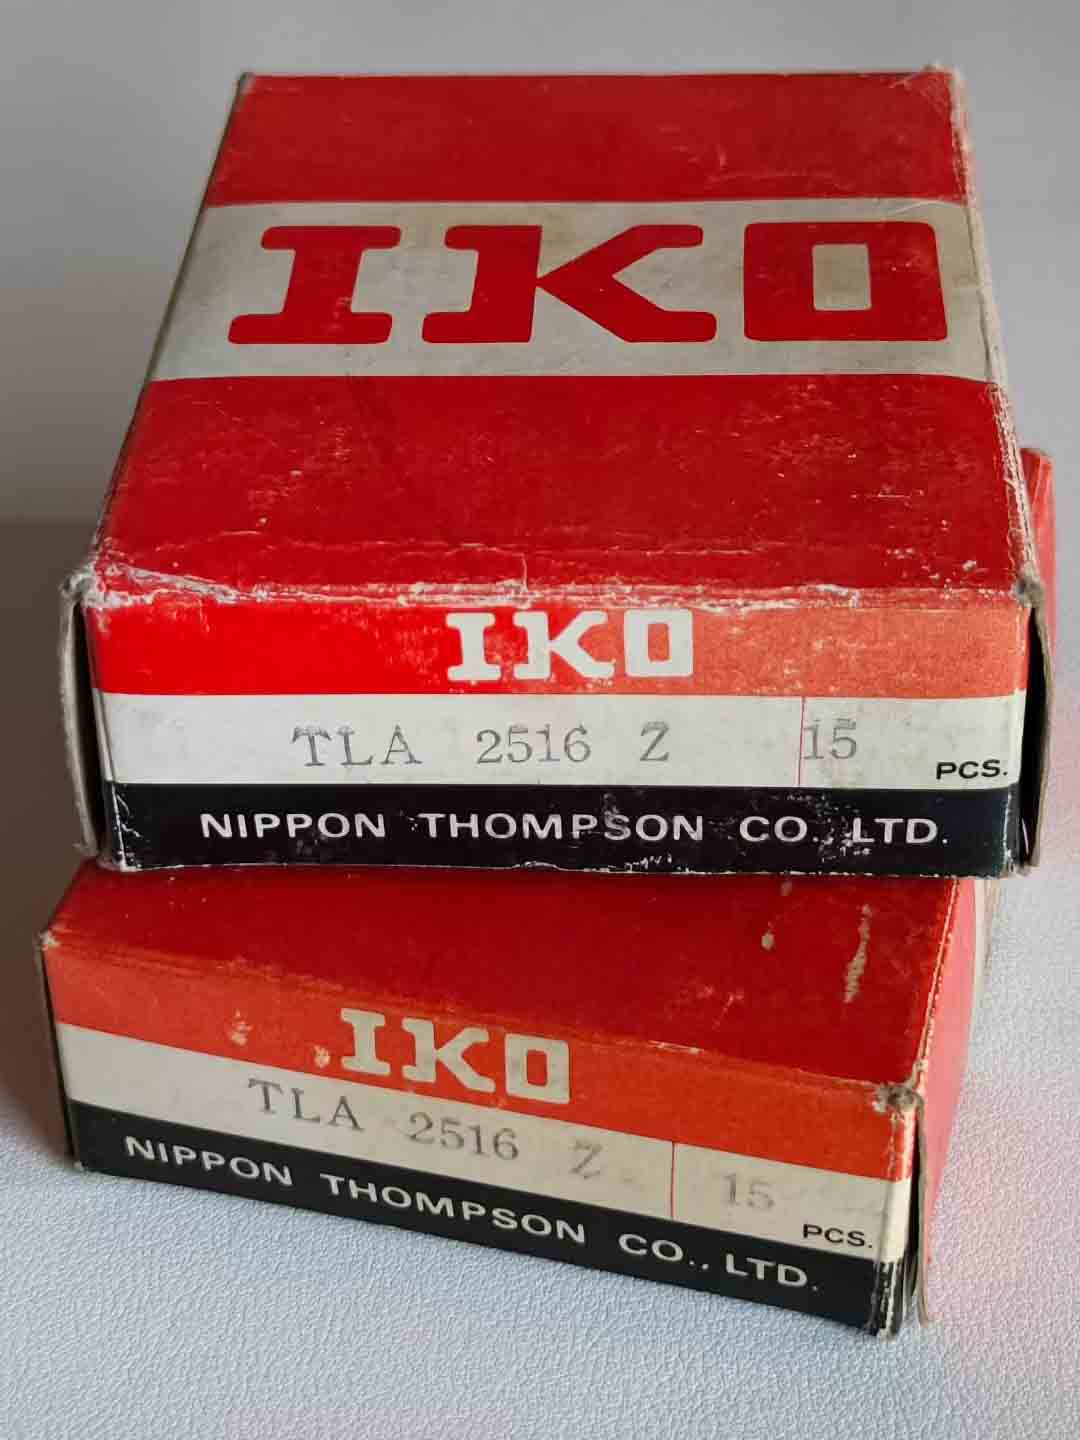 IKO
IKO
TLA 2516 Z 15 PCS.
NIPPON THOMPSON CO., LTD.
IKO
TLA 2516 Z 15 PCS.
NIPPON THOMPSON CO., LTD.